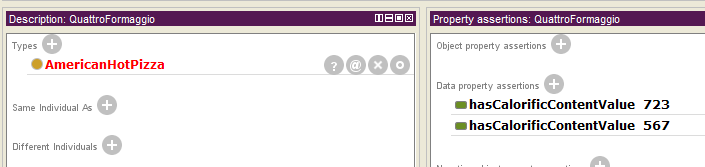 Description: QuattroFormaggio
Types
AmericanHotPizza
Same Individual As
Different Individuals
Property assertions: QuattroFormaggio
Object property assertions
Data property assertions
hasCalorificContentValue 723
hasCalorificContentValue 567